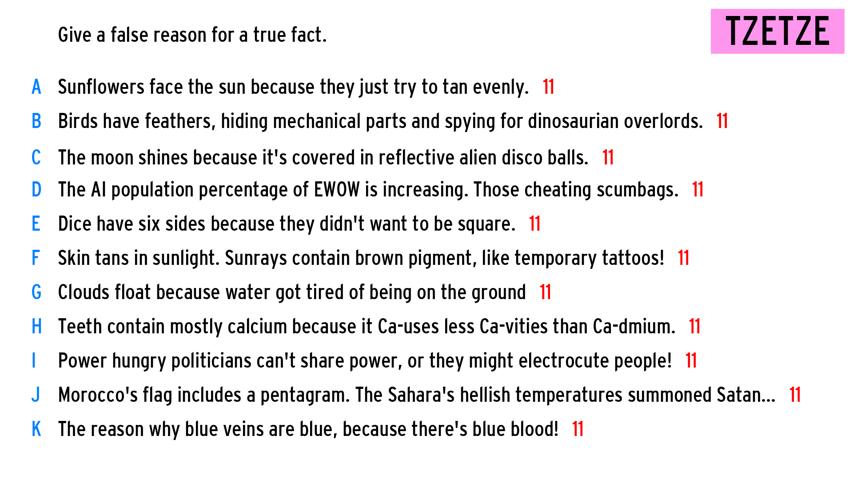 Give a false reason for a true fact.
TZETZE
A Sunflowers face the sun because they just try to tan evenly. 11
B Birds have feathers, hiding mechanical parts and spying for dinosaurian overlords. 11
C The moon shines because it's covered in reflective alien disco balls. 11
D The AI population percentage of EWOW is increasing. Those cheating scumbags. 11
E Dice have six sides because they didn't want to be square. 11
F Skin tans in sunlight. Sunrays contain brown pigment, like temporary tattoos! 11
G Clouds float because water got tired of being on the ground 11
H Teeth contain mostly calcium because it Ca-uses less Ca-vities than Ca-dmium. 11
I Power hungry politicians can't share power, or they might electrocute people! 11
J Morocco's flag includes a pentagram. The Sahara's hellish temperatures summoned Satan... 11
K The reason why blue veins are blue, because there's blue blood! 11